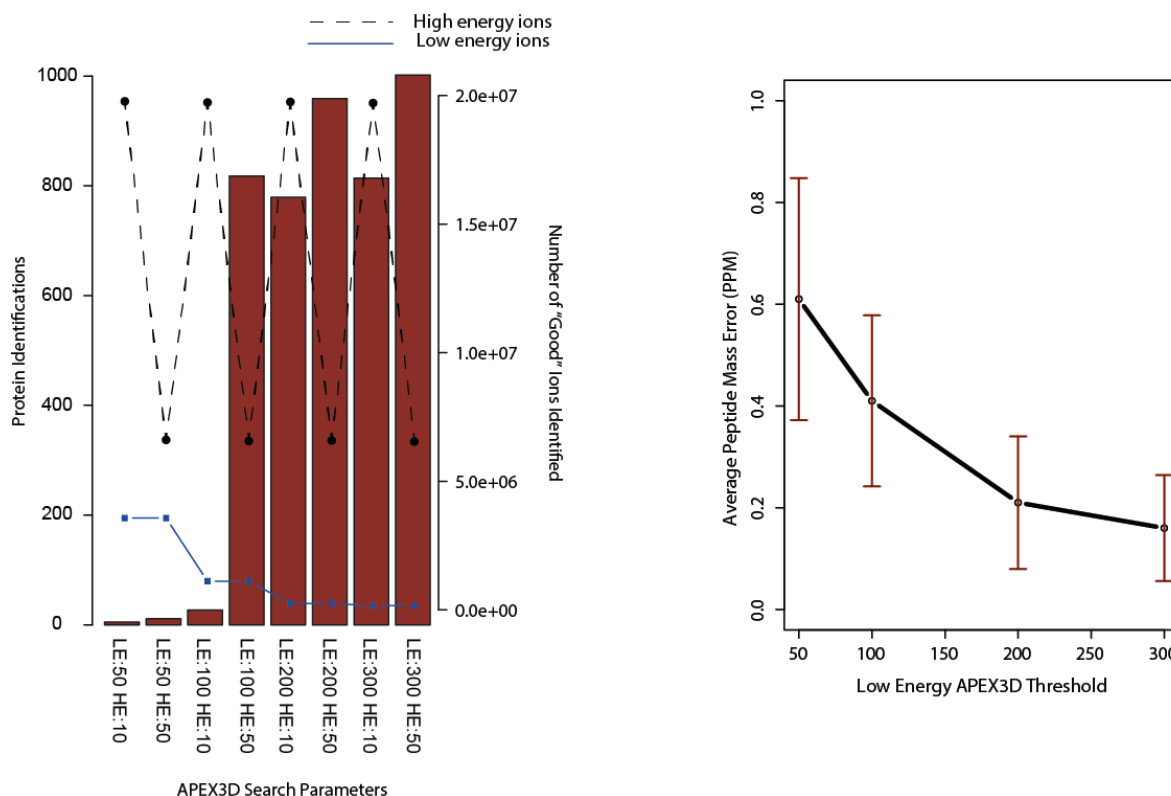 High energy ions
Low energy ions
1000
800
600
400
200
0
Protein Identifications
2.0e+07
1.5e+07
1.0e+07
5.0e+06
0.0e+00
Number of "Good" Ions Identified
LE:50 HE:10
LE:50 HE:50
LE:100 HE:10
LE:100 HE:50
LE:200 HE:10
LE:200 HE:50
LE:300 HE:10
LE:300 HE:50
APEX3D Search Parameters
1.0
0.8
0.6
0.4
0.2
0.0
Average Peptide Mass Error (PPM)
50 100 150 200 250 300
Low Energy APEX3D Threshold